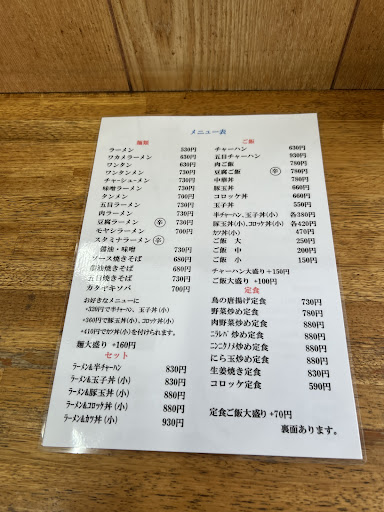 メニュー表
麺類
ラーメン 530円
ワカメラーメン 630円
ワンタン 630円
ワンタンメン 730円
チャーシューメン 730円
味噌ラーメン 730円
タンメン 700円
五目ラーメン 730円
肉ラーメン 730円
豆腐ラーメン 辛 730円
モヤシラーメン 700円
スタミナラーメン 辛
醤油・味噌 730円
ソース焼きそば 680円
醤油焼きそば 680円
五目焼きそば 730円
カタヤキソバ 700円
お好きなメニューに
+330円で半チャーハン、玉子丼(小)
+360円で豚玉丼(小)、コロッケ丼(小)
+410円でカツ丼(小)を付けられます。
麺大盛り +160円
セット
ラーメン&半チャーハン 830円
ラーメン&玉子丼(小) 830円
ラーメン&豚玉丼(小) 880円
ラーメン&コロッケ丼(小) 880円
ラーメン&カツ丼(小) 930円
ご飯
チャーハン 630円
五目チャーハン 930円
肉ご飯 780円
豆腐ご飯 辛 780円
中華丼 780円
豚玉丼 660円
コロッケ丼 660円
玉子丼 550円
半チャーハン、玉子丼(小) 各380円
豚玉丼(小)、コロッケ丼(小) 各420円
カツ丼(小) 470円
ご飯 大 250円
ご飯 中 200円
ご飯 小 150円
チャーハン大盛り +150円
ご飯大盛り +100円
定食
鳥の唐揚げ定食 730円
野菜炒め定食 780円
肉野菜炒め定食 880円
ニラレバ炒め定食 880円
ニンニクノメ炒め定食 880円
にら玉炒め定食 880円
生姜焼き定食 830円
コロッケ定食 590円
定食ご飯大盛り +70円
裏面あります。